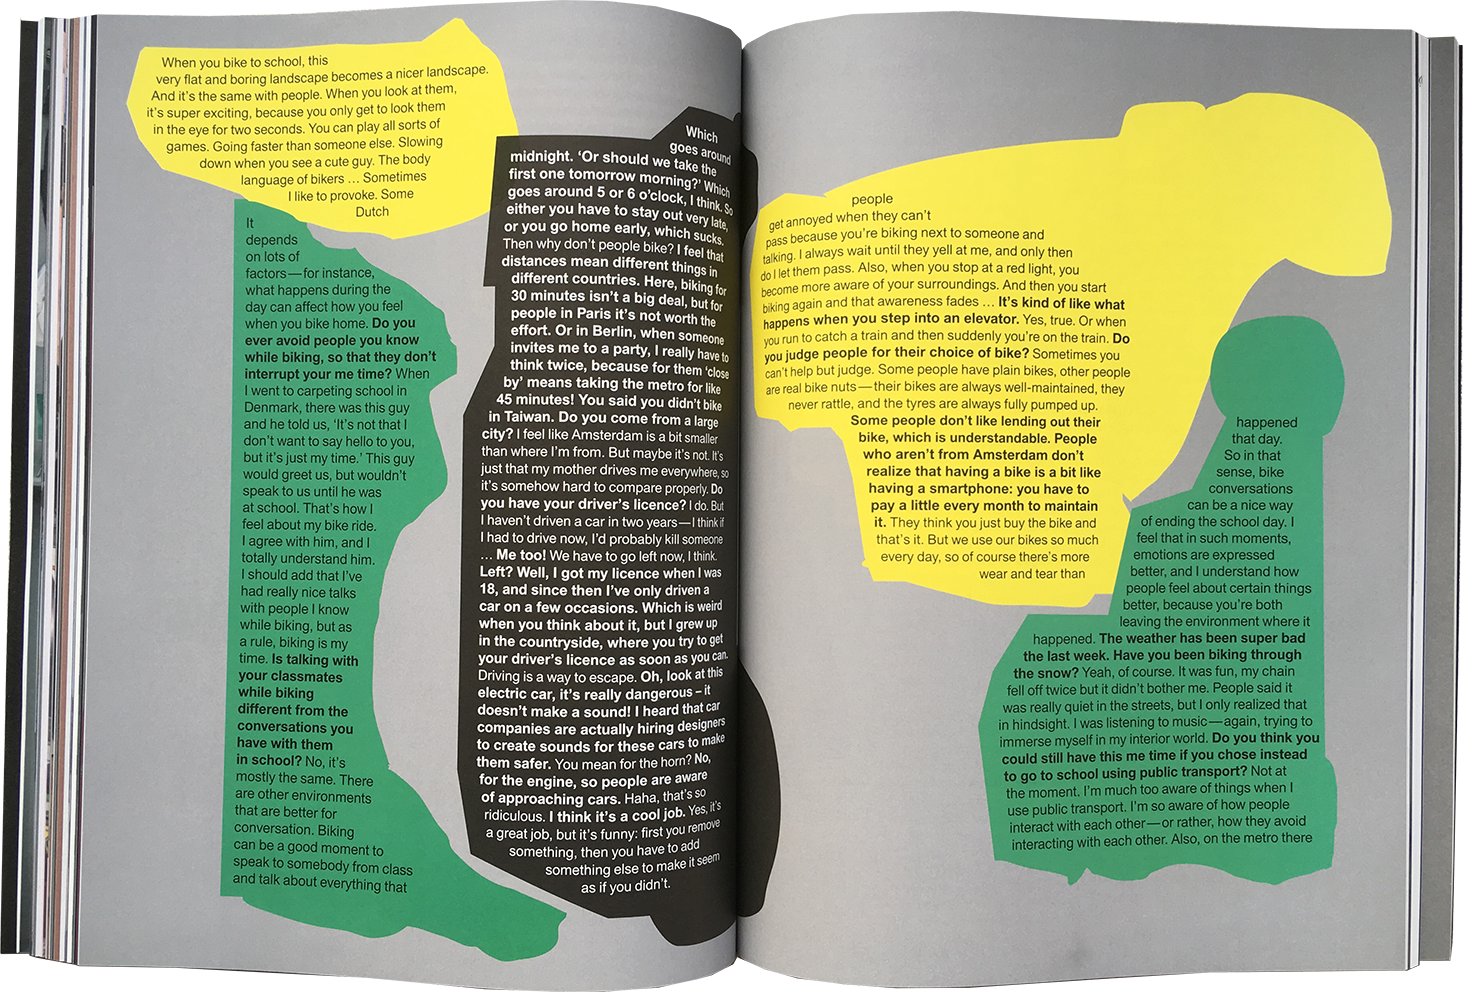 When you bike to school, this
very flat and boring landscape becomes a nicer landscape.
And it's the same with people. When you look at them,
it's super exciting, because you only get to look them
in the eye for two seconds. You can play all sorts of
games. Going faster than someone else. Slowing
down when you see a cute guy. The body
language of bikers … Sometimes
I like to provoke. Some
Dutch
people
get annoyed when they can't
pass because you're biking next to someone and
talking. I always wait until they yell at me, and only then
do I let them pass. Also, when you stop at a red light, you
become more aware of your surroundings. And then you start
biking again and that awareness fades … It's kind of like what
happens when you step into an elevator. Yes, true. Or when
you run to catch a train and then suddenly you're on the train. Do
you judge people for their choice of bike? Sometimes you
can't help but judge. Some people have plain bikes, other people
are real bike nuts—their bikes are always well-maintained, they
never rattle, and the tyres are always fully pumped up.
Some people don't like lending out their
bike, which is understandable. People
who aren't from Amsterdam don't
realize that having a bike is a bit like
having a smartphone: you have to
pay a little every month to maintain
it. They think you just buy the bike and
that's it. But we use our bikes so much
every day, so of course there's more
wear and tear than
It
depends
on lots of
factors—for instance,
what happens during the
day can affect how you feel
when you bike home. Do you
ever avoid people you know
while biking, so that they don't
interrupt your me time? When
I went to carpeting school in
Denmark, there was this guy
and he told us, 'It's not that I
don't want to say hello to you,
but it's just my time.' This guy
would greet us, but wouldn't
speak to us until he was
at school. That's how I
feel about my bike ride.
I agree with him, and I
totally understand him.
I should add that I've
had really nice talks
with people I know
while biking, but as
a rule, biking is my
time. Is talking with
your classmates
while biking
different from the
conversations you
have with them
in school? No, it's
mostly the same. There
are other environments
that are better for
conversation. Biking
can be a good moment to
speak to somebody from class
and talk about everything that
happened
that day.
So in that
sense, bike
conversations
can be a nice way
of ending the school day. I
feel that in such moments,
emotions are expressed
better, and I understand how
people feel about certain things
better, because you're both
leaving the environment where it
happened. The weather has been super bad
the last week. Have you been biking through
the snow? Yeah, of course. It was fun, my chain
fell off twice but it didn't bother me. People said it
was really quiet in the streets, but I only realized that
in hindsight. I was listening to music—again, trying to
immerse myself in my interior world. Do you think you
could still have this me time if you chose instead
to go to school using public transport? Not at
the moment. I'm much too aware of things when I
use public transport. I'm so aware of how people
interact with each other—or rather, how they avoid
interacting with each other. Also, on the metro there
Which
goes around
midnight. 'Or should we take the
first one tomorrow morning?' Which
goes around 5 or 6 o'clock, I think. So
either you have to stay out very late,
or you go home early, which sucks.
Then why don't people bike? I feel that
distances mean different things in
different countries. Here, biking for
30 minutes isn't a big deal, but for
people in Paris it's not worth the
effort. Or in Berlin, when someone
invites me to a party, I really have to
think twice, because for them 'close
by' means taking the metro for like
45 minutes! You said you didn't bike
in Taiwan. Do you come from a large
city? I feel like Amsterdam is a bit smaller
than where I'm from. But maybe it's not. It's
just that my mother drives me everywhere, so
it's somehow hard to compare properly. Do
you have your driver's licence? I do. But
I haven't driven a car in two years—I think if
I had to drive now, I'd probably kill someone
… Me too! We have to go left now, I think.
Left? Well, I got my licence when I was
18, and since then I've only driven a
car on a few occasions. Which is weird
when you think about it, but I grew up
in the countryside, where you try to get
your driver's licence as soon as you can.
Driving is a way to escape. Oh, look at this
electric car, it's really dangerous – it
doesn't make a sound! I heard that car
companies are actually hiring designers
to create sounds for these cars to make
them safer. You mean for the horn? No,
for the engine, so people are aware
of approaching cars. Haha, that's so
ridiculous. I think it's a cool job. Yes, it's
a great job, but it's funny: first you remove
something, then you have to add
something else to make it seem
as if you didn't.